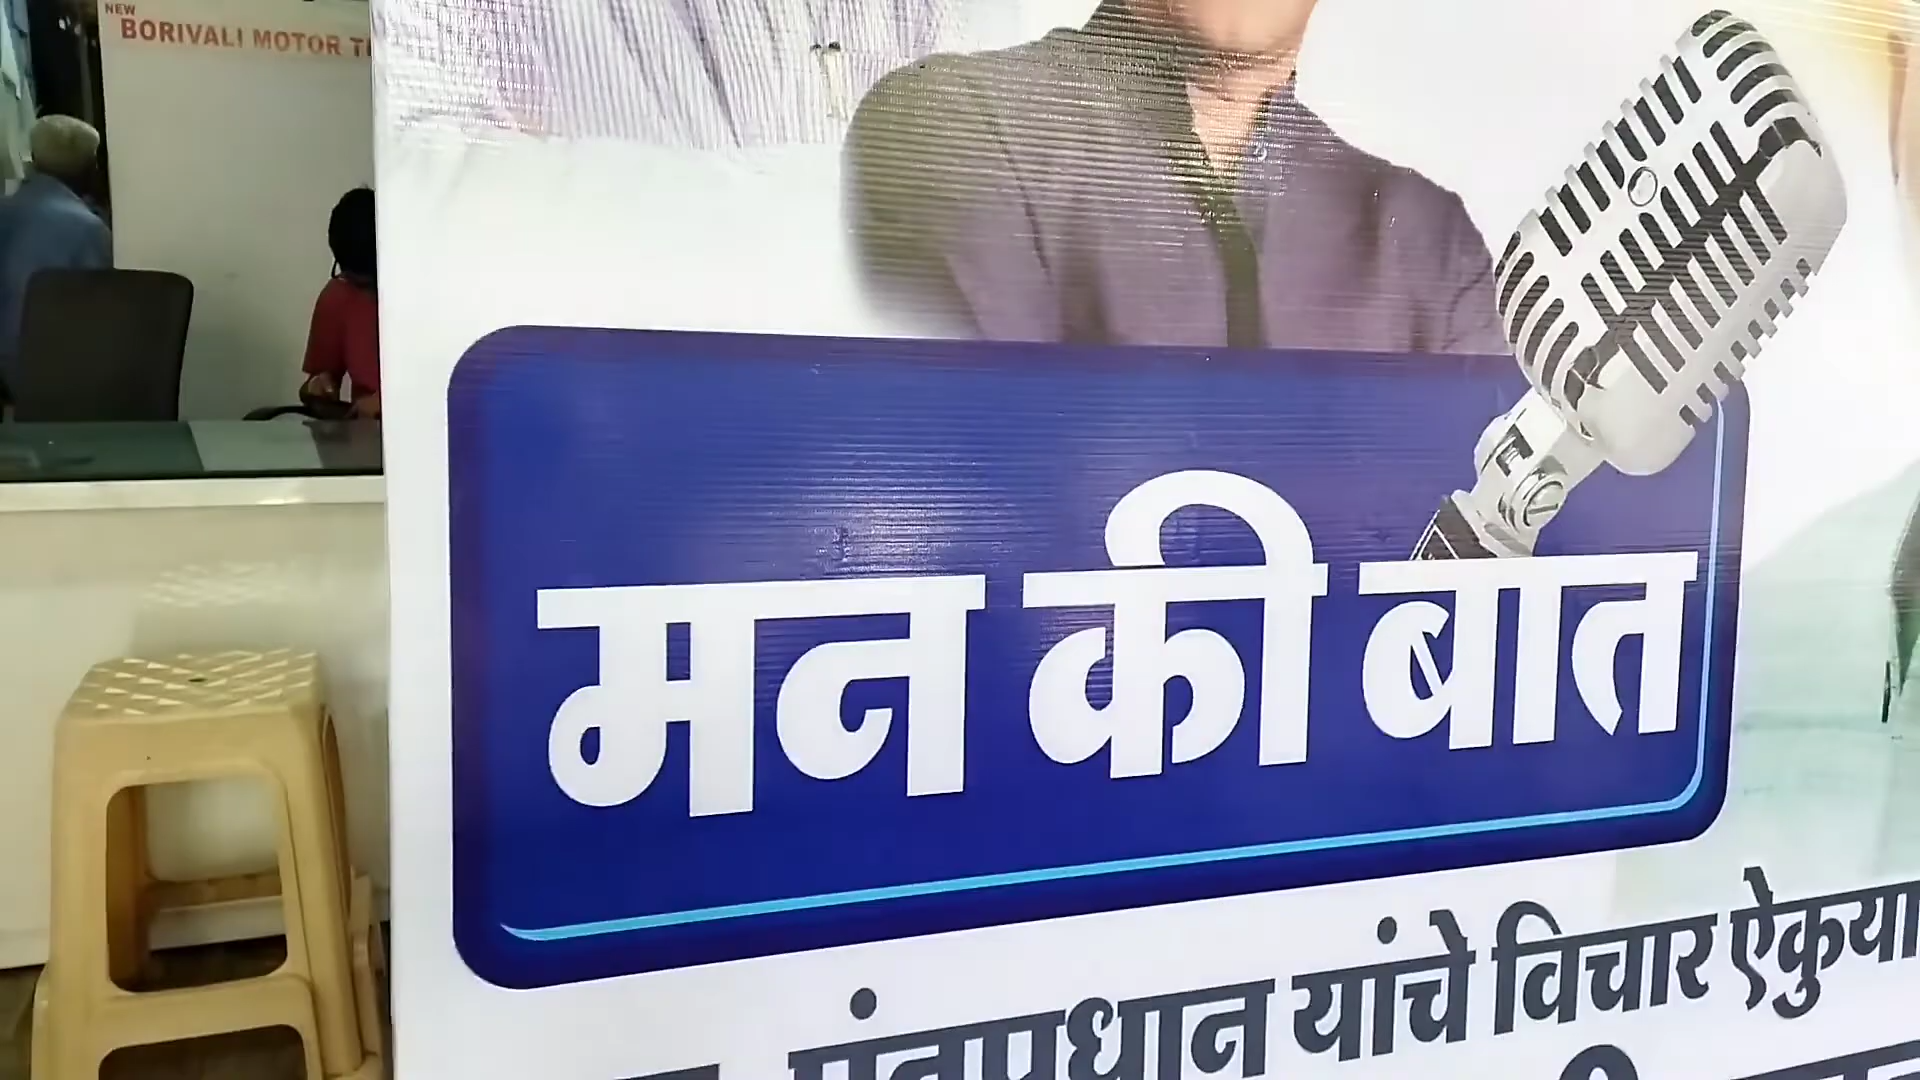 NEW
BORIVALI MOTOR
मन की बात
पंतप्रधान यांचे विचार ऐकुया